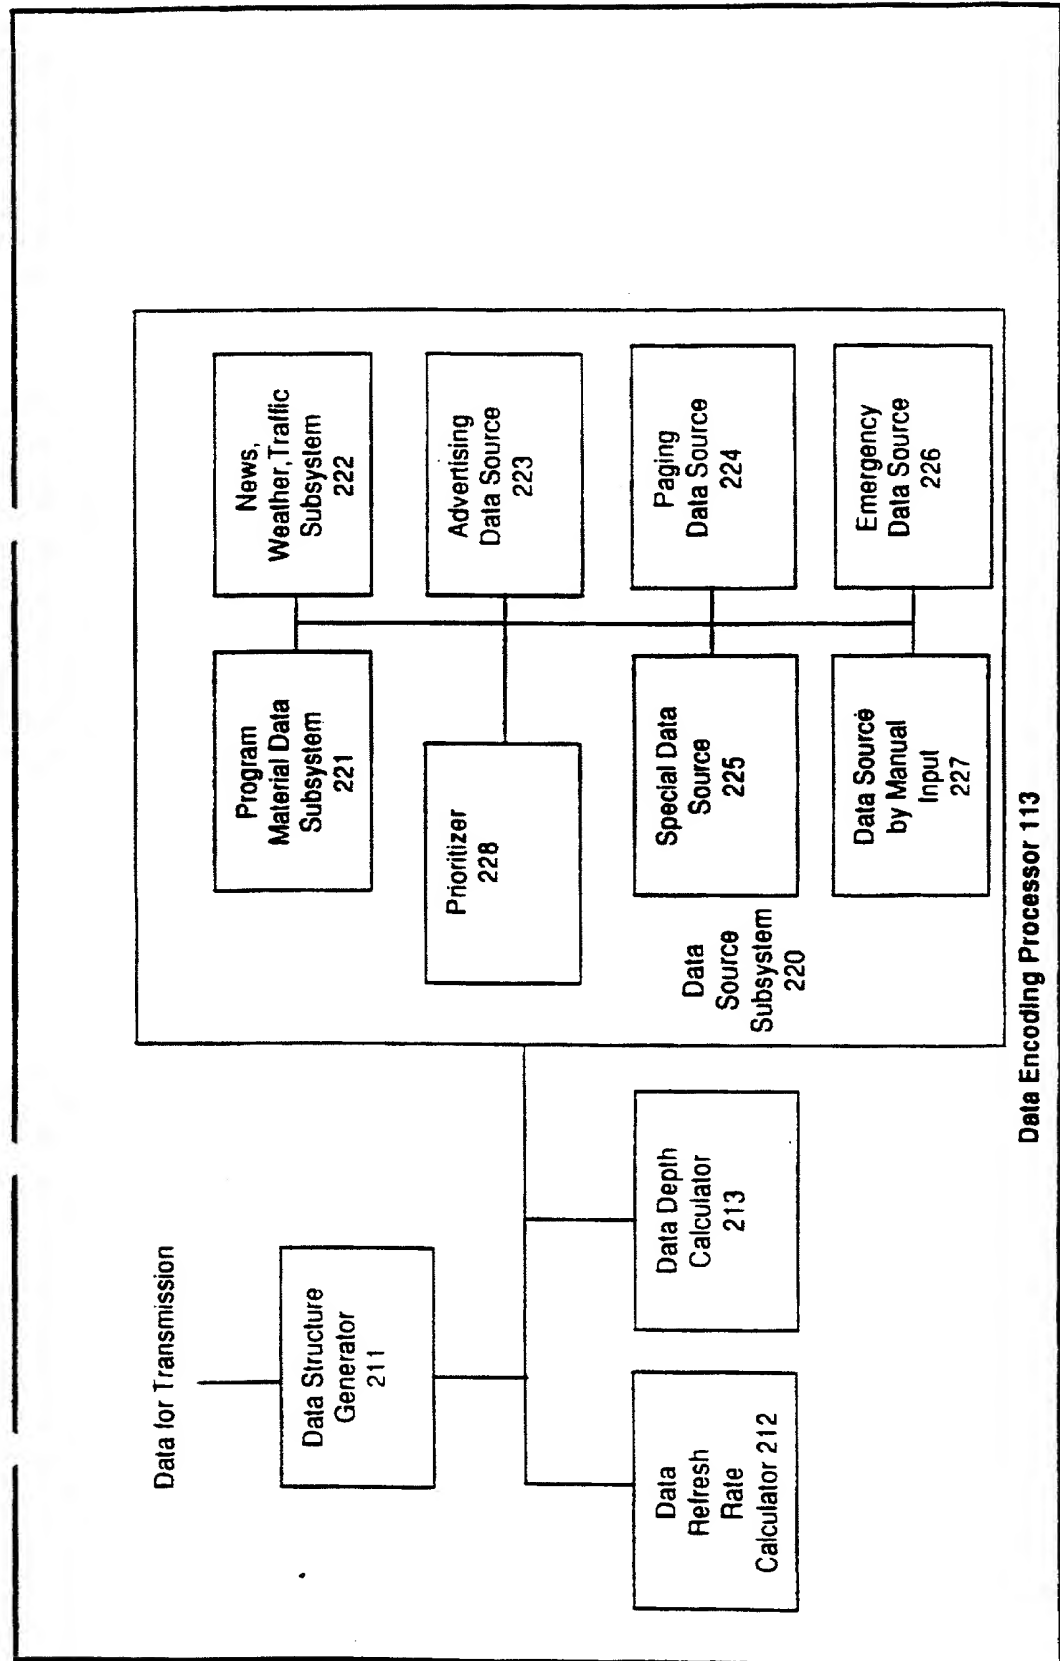 Data for Transmission
Data Structure
Generator
211
Data
Refresh
Rate
Calculator 212
Data Depth
Calculator
213
Program
Material Data
Subsystem
221
News,
Weather,Traffic
Subsystem
222
Prioritizer
228
Advertising
Data Source
223
Data
Source
Subsystem
220
Special Data
Source
225
Paging
Data Source
224
Data Source
by Manual
Input
227
Emergency
Data Source
226
Data Encoding Processor 113